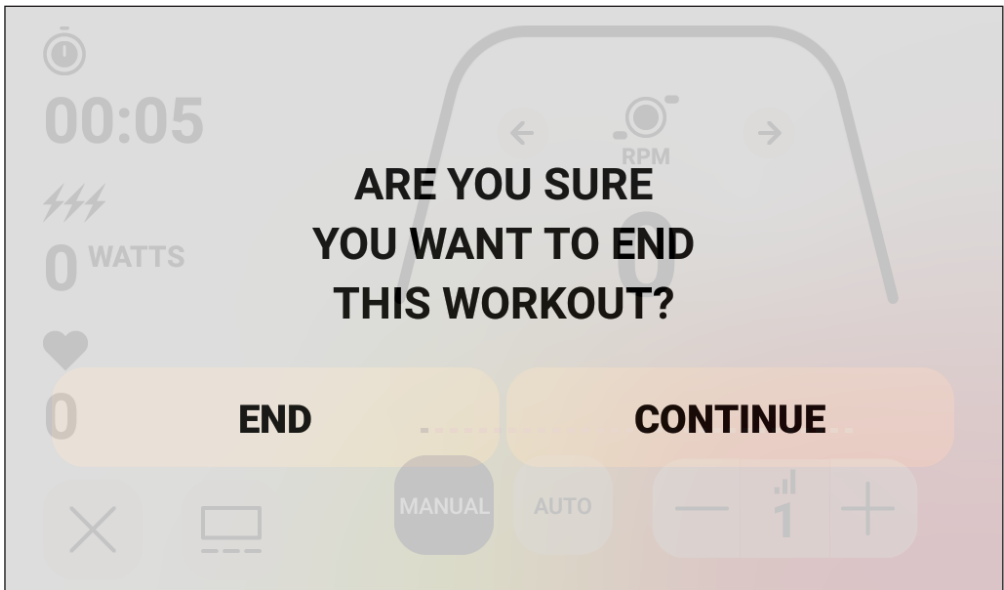 00:05
RPM
ARE YOU SURE
YOU WANT TO END
THIS WORKOUT?
0 WATTS
0
0
END
CONTINUE
MANUAL
AUTO
1